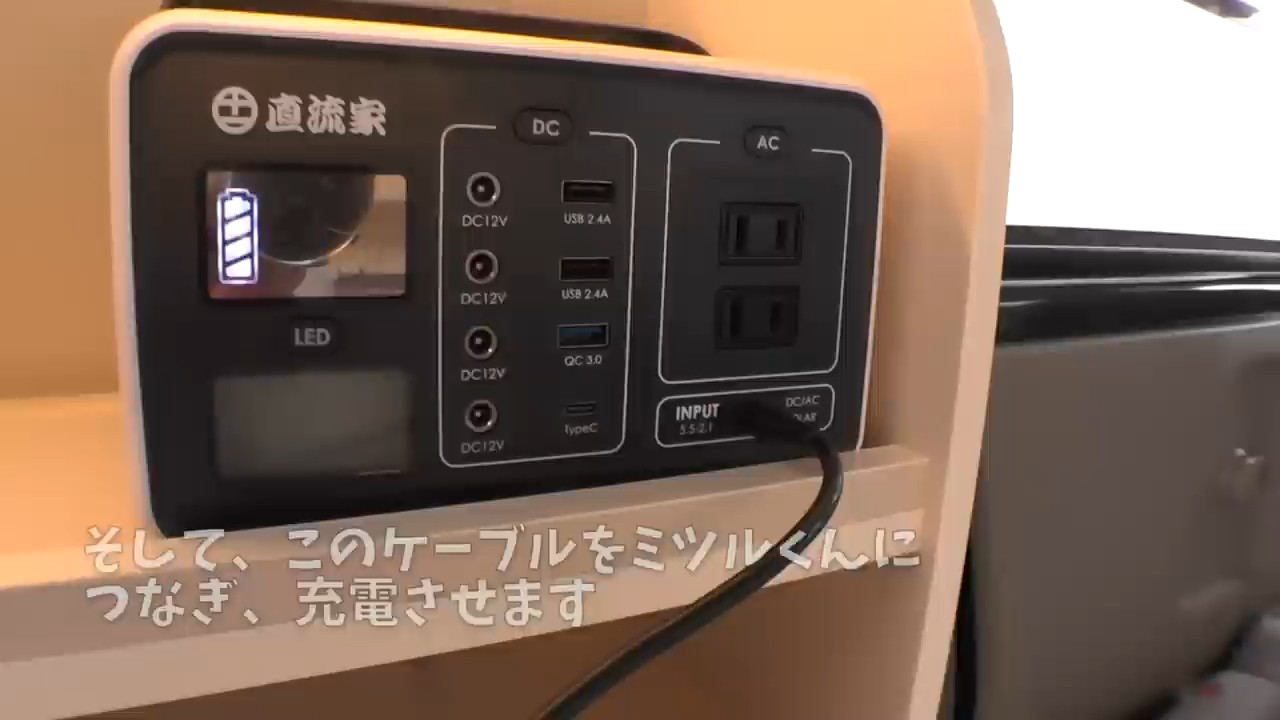 直流家
DC
AC
DC12V
USB 2.4A
DC12V
USB 2.4A
LED
DC12V
QC 3.0
DC12V
TypeC
INPUT
5.5-2.1
DC/AC
そして、このケーブルをミツルくんに
つなぎ、充電させます